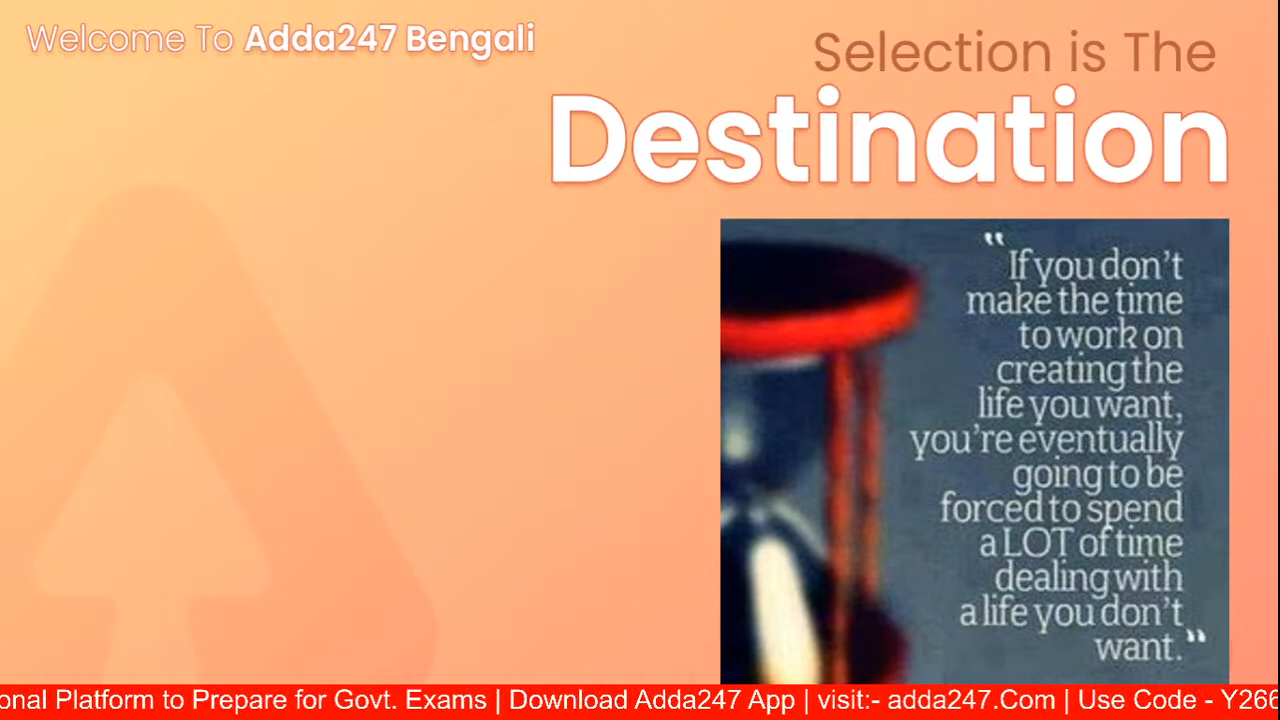 Welcome To Adda247 Bengali
Selection is The
Destination
"If you don't
make the time
to work on
creating the
life you want,
you're eventually
going to be
forced to spend
a LOT of time
dealing with
a life you don't
want."
Platform to Prepare for Govt. Exams | Download Adda247 App | visit:- adda247.Com | Use Code -